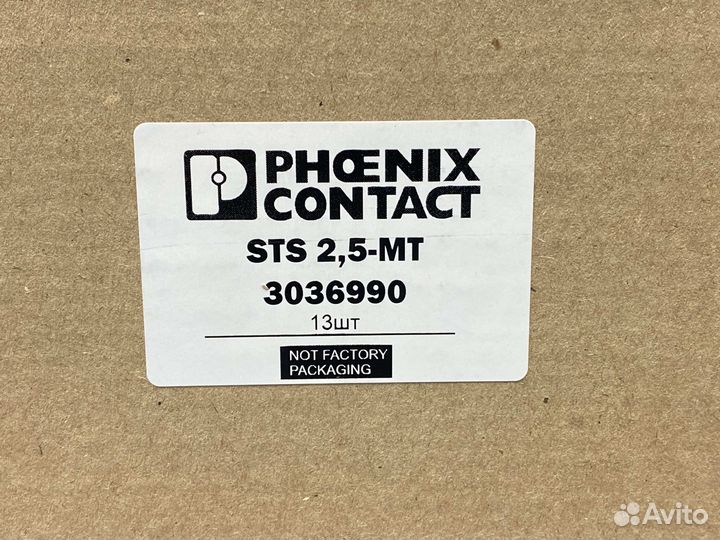 PHŒNIX
CONTACT
STS 2,5-MT
3036990
13шт
NOT FACTORY
PACKAGING
Avito